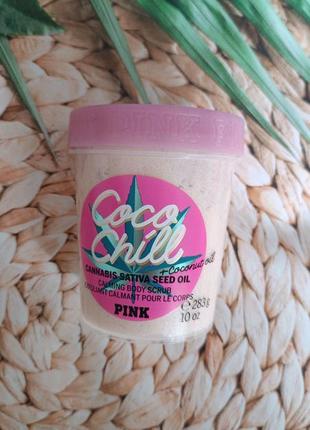 PINK
Coco
Chill
CANNABIS SATIVA SEED OIL
+ Coconut oil
CALMING BODY SCRUB
EXFOLIANT CALMANT POUR LE CORPS
PINK
℮ 283 g
10 oz